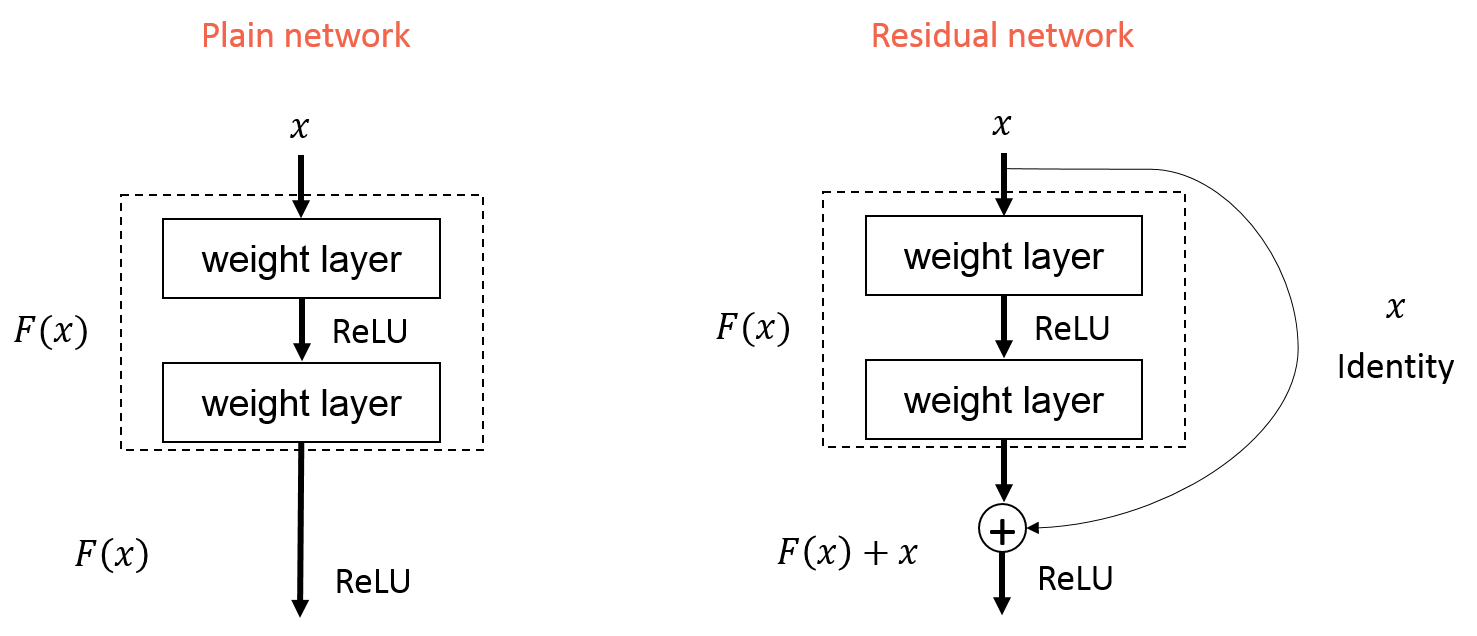 Plain network
x
weight layer
F(x)
ReLU
weight layer
F(x)
ReLU
Residual network
x
weight layer
F(x)
ReLU
x
Identity
weight layer
+
F(x) + x
ReLU